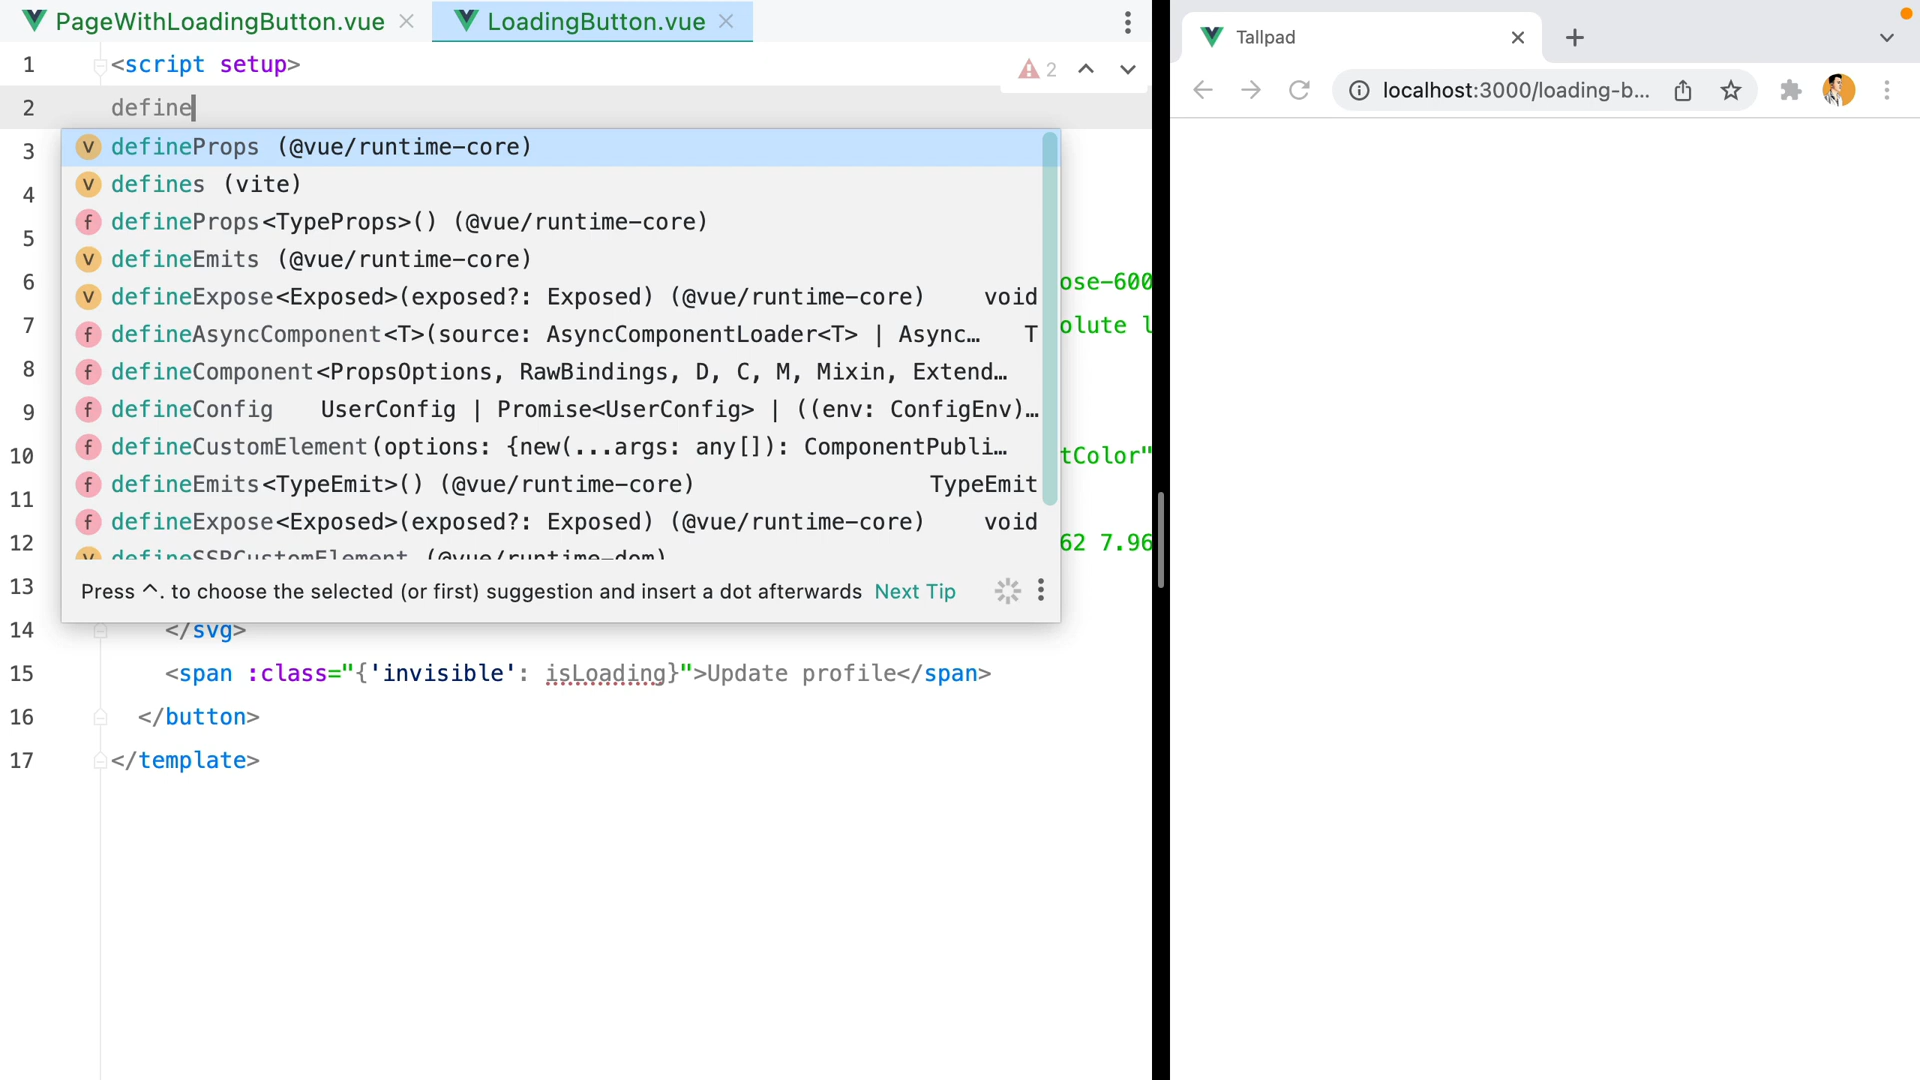 PageWithLoadingButton.vue
LoadingButton.vue
1 <script setup>
2
2 define
3
defineProps (@vue/runtime-core)
4
defines (vite)
defineProps<TypeProps>() (@vue/runtime-core)
5
defineEmits (@vue/runtime-core)
6
defineExpose<Exposed>(exposed?: Exposed) (@vue/runtime-core) void
ose-600
7
defineAsyncComponent<T>(source: AsyncComponentLoader<T> | Async… T
olute l
8
defineComponent<PropsOptions, RawBindings, D, C, M, Mixin, Extend…
9
defineConfig UserConfig | Promise<UserConfig> | ((env: ConfigEnv)…
10
defineCustomElement(options: {new(...args: any[]): ComponentPubli…
tColor"
11
defineEmits<TypeEmit>() (@vue/runtime-core) TypeEmit
defineExpose<Exposed>(exposed?: Exposed) (@vue/runtime-core) void
12
defineSSRCustomElement (@vue/runtime-dom)
62 7.96
13
Press ^. to choose the selected (or first) suggestion and insert a dot afterwards Next Tip
14 </svg>
15 <span :class="{'invisible': isLoading}">Update profile</span>
16 </button>
17 </template>
Tallpad
localhost:3000/loading-b...